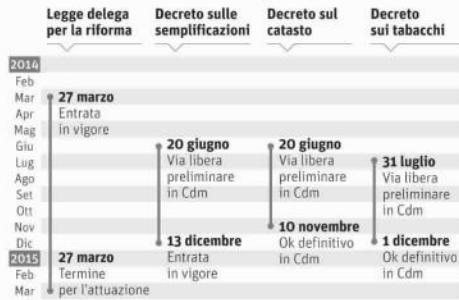 Legge delega
per la riforma
Decreto sulle
semplificazioni
Decreto sul
catasto
Decreto
sui tabacchi
2014
Feb
Mar
Apr
Mag
Giu
Lug
Ago
Set
Ott
Nov
Dic
2015
Feb
Mar
27 marzo
Entrata
in vigore
27 marzo
Termine
per l'attuazione
20 giugno
Via libera
preliminare
in Cdm
13 dicembre
Entrata
in vigore
20 giugno
Via libera
preliminare
in Cdm
10 novembre
Ok definitivo
in Cdm
31 luglio
Via libera
preliminare
in Cdm
1 dicembre
Ok definitivo
in Cdm